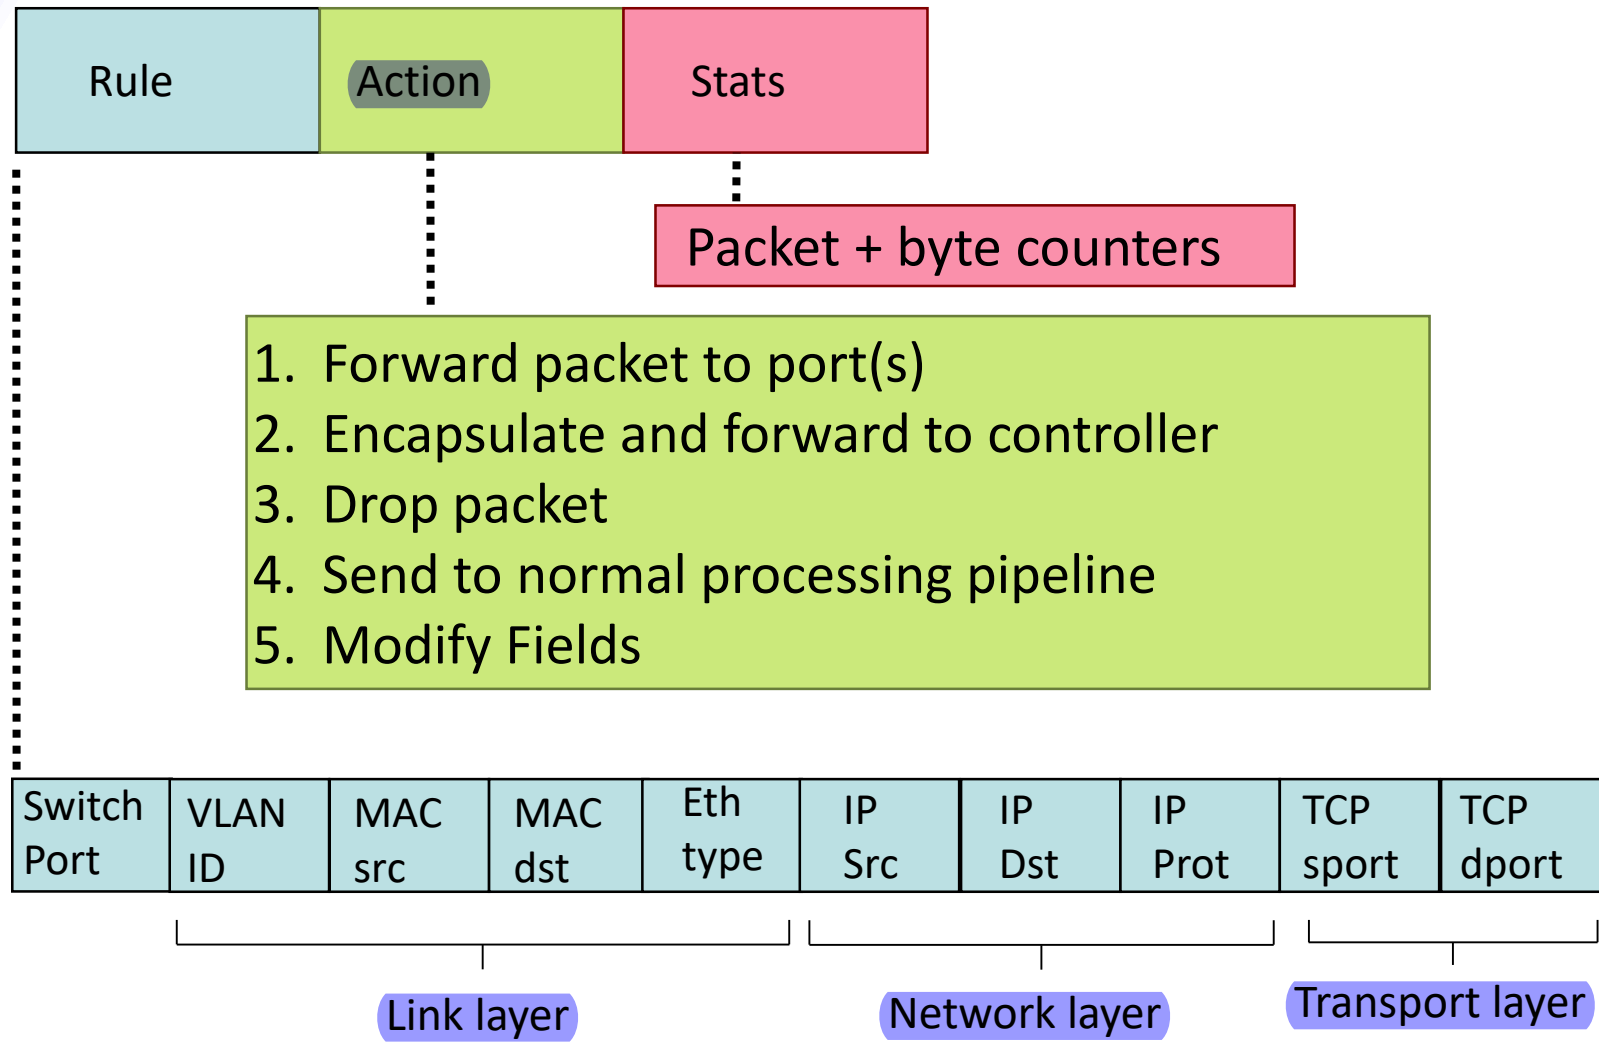 Rule
Action
Stats
Packet + byte counters
1. Forward packet to port(s)
2. Encapsulate and forward to controller
3. Drop packet
4. Send to normal processing pipeline
5. Modify Fields
Switch
Port
VLAN
ID
MAC
src
MAC
dst
Eth
type
IP
Src
IP
Dst
IP
Prot
TCP
sport
TCP
dport
Link layer
Network layer
Transport layer